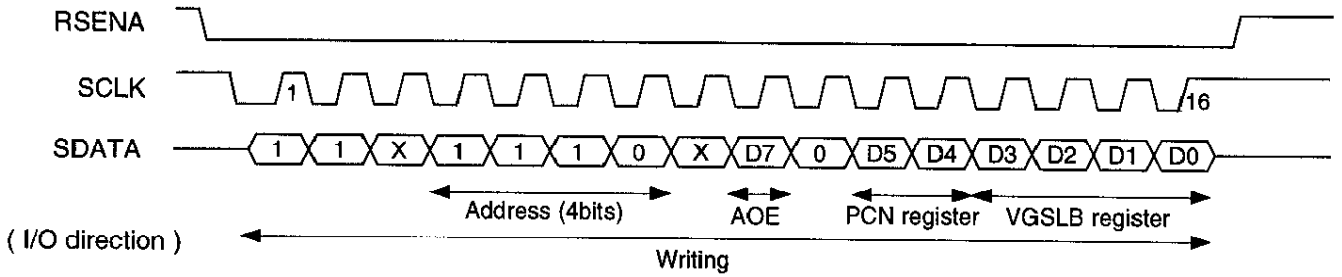 RSENA
SCLK 1 16
SDATA 1 1 X 1 1 1 0 X D7 0 D5 D4 D3 D2 D1 D0
Address (4bits) AOE PCN register VGSLB register
( I/O direction )
Writing